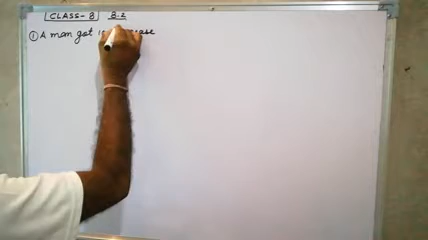 CLASS-8 8.2
① A man got